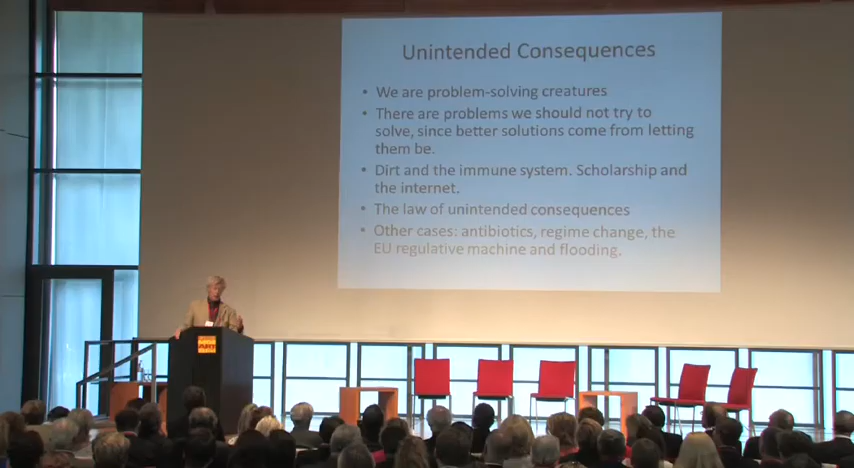 Unintended Consequences
• We are problem-solving creatures
• There are problems we should not try to
solve, since better solutions come from letting
them be.
• Dirt and the immune system. Scholarship and
the internet.
• The law of unintended consequences
• Other cases: antibiotics, regime change, the
EU regulative machine and flooding.